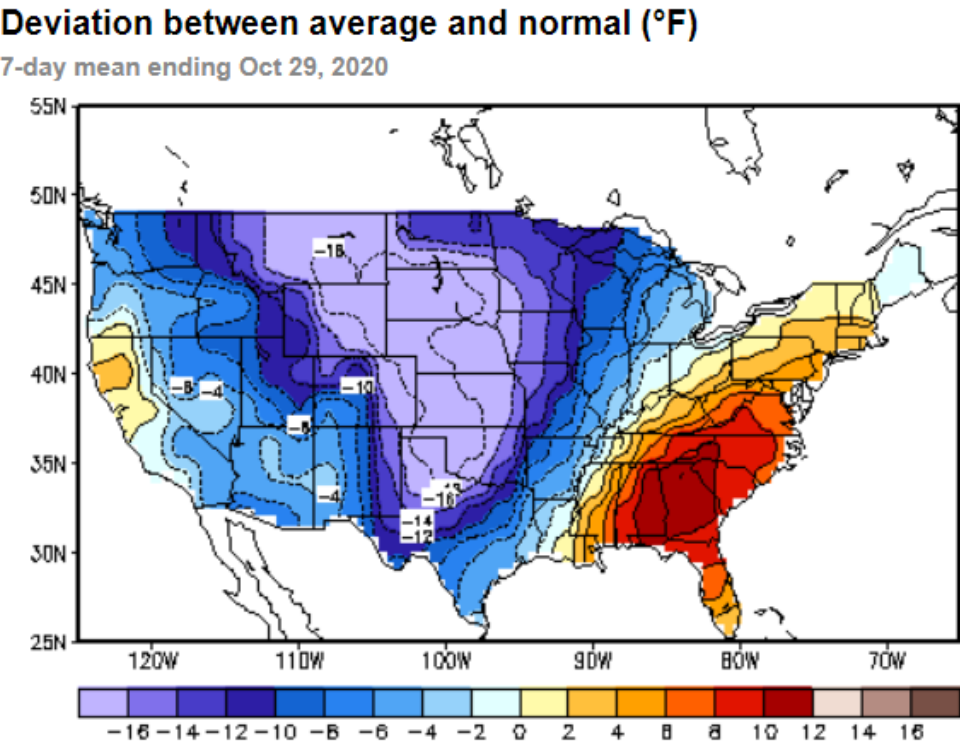 Deviation between average and normal (°F)
7-day mean ending Oct 29, 2020
55N
50N
45N
40N
35N
30N
25N
-16
-10
-6
-4
-6
-4
-16
-14
-12
120W 110W 100W 90W 80W 70W
-16 -14 -12 -10 -8 -6 -4 -2 0 2 4 6 8 10 12 14 16